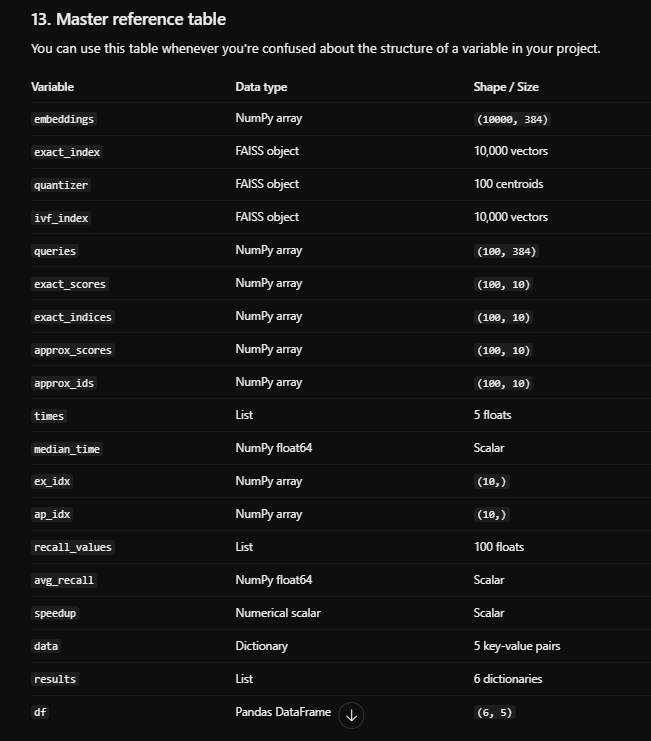 13. Master reference table
You can use this table whenever you're confused about the structure of a variable in your project.
Variable Data type Shape / Size
embeddings NumPy array (10000, 384)
exact_index FAISS object 10,000 vectors
quantizer FAISS object 100 centroids
ivf_index FAISS object 10,000 vectors
queries NumPy array (100, 384)
exact_scores NumPy array (100, 10)
exact_indices NumPy array (100, 10)
approx_scores NumPy array (100, 10)
approx_ids NumPy array (100, 10)
times List 5 floats
median_time NumPy float64 Scalar
ex_idx NumPy array (10,)
ap_idx NumPy array (10,)
recall_values List 100 floats
avg_recall NumPy float64 Scalar
speedup Numerical scalar Scalar
data Dictionary 5 key-value pairs
results List 6 dictionaries
df Pandas DataFrame (6, 5)